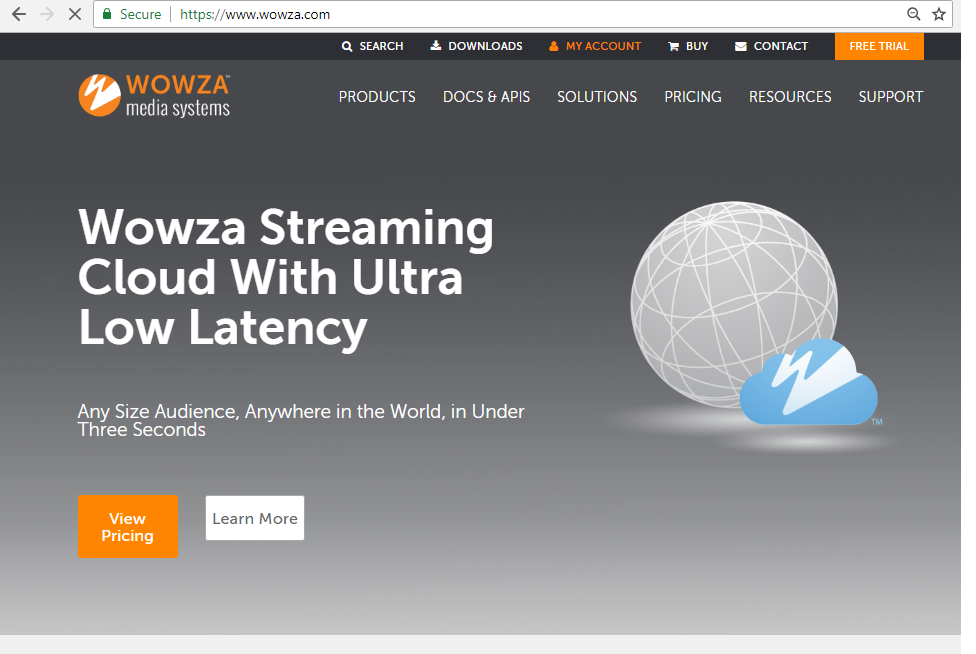 Secure https://www.wowza.com
SEARCH DOWNLOADS MY ACCOUNT BUY CONTACT FREE TRIAL
WOWZA™
media systems
PRODUCTS DOCS & APIS SOLUTIONS PRICING RESOURCES SUPPORT
Wowza Streaming
Cloud With Ultra
Low Latency
Any Size Audience, Anywhere in the World, in Under
Three Seconds
TM
View
Pricing
Learn More